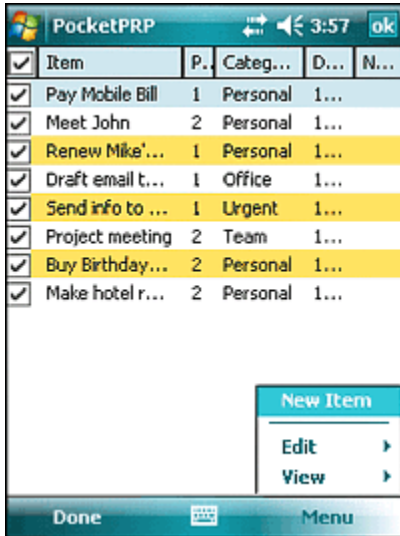 PocketPRP 3:57 ok
Item P.. Categ... D... N...
Pay Mobile Bill 1 Personal 1...
Meet John 2 Personal 1...
Renew Mike'... 1 Personal 1...
Draft email t... 1 Office 1...
Send info to ... 1 Urgent 1...
Project meeting 2 Team 1...
Buy Birthday... 2 Personal 1...
Make hotel r... 2 Personal 1...
New Item
Edit
View
Done Menu